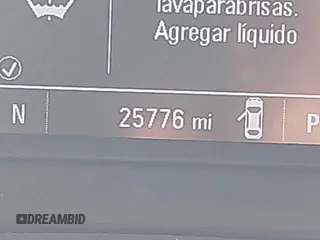 lavaparabrisas.
Agregar líquido
N
25776 mi
P
DREAMBID